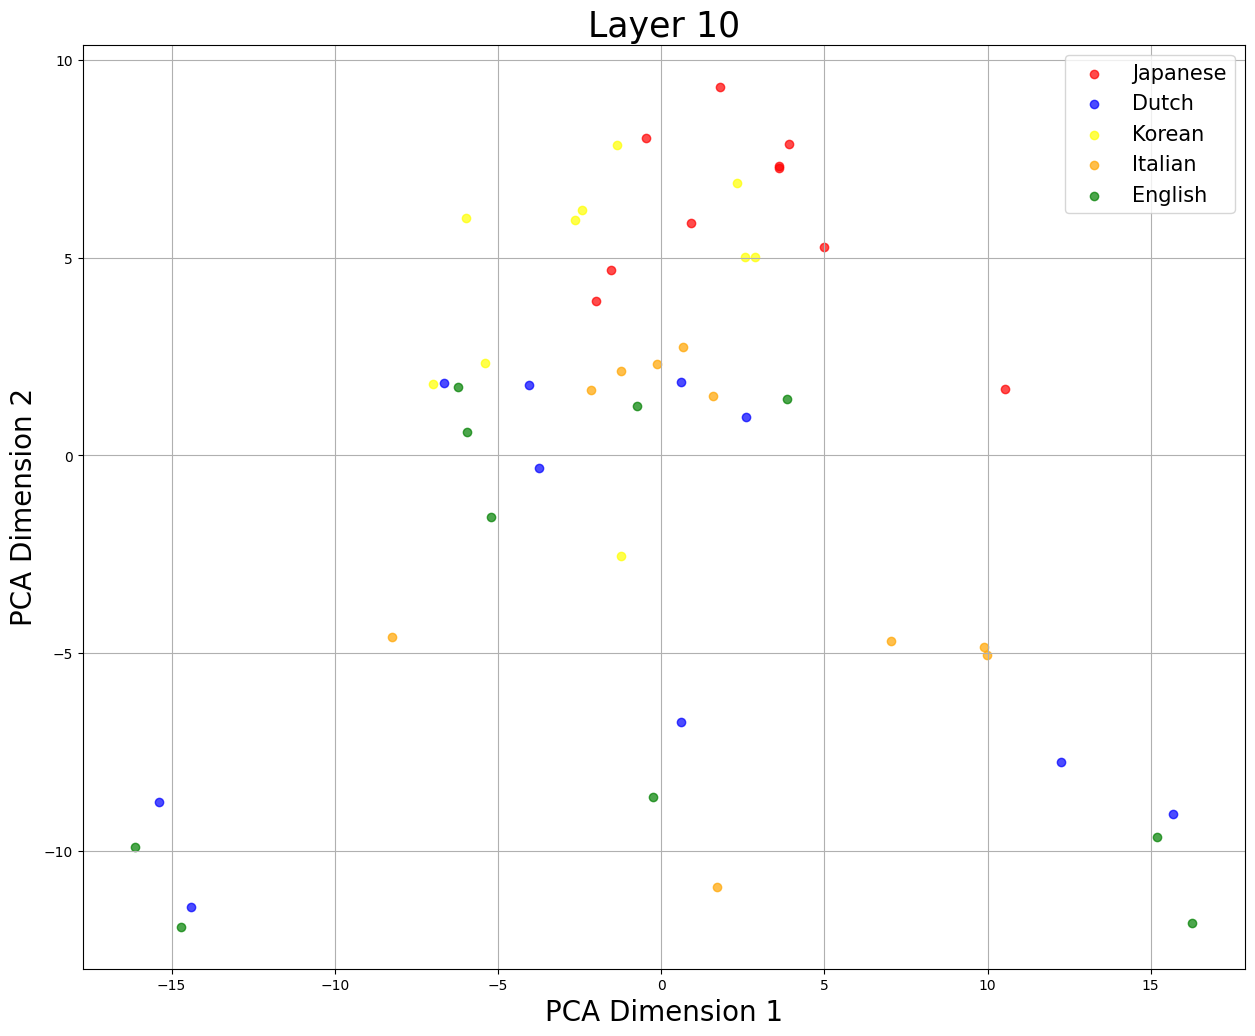 Layer 10
Japanese
Dutch
Korean
Italian
English
10
5
0
−5
−10
PCA Dimension 2
−15
−10
−5
0
5
10
15
PCA Dimension 1